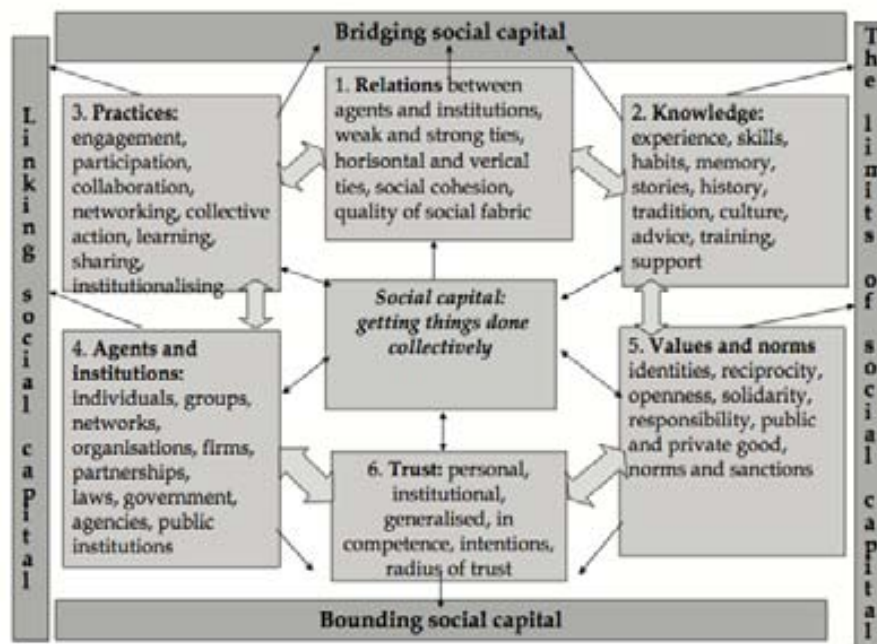 Bridging social capital
Linking social capital
The limits of social capital
1. Relations between
agents and institutions,
weak and strong ties,
horisontal and verical
ties, social cohesion,
quality of social fabric
3. Practices:
engagement,
participation,
collaboration,
networking, collective
action, learning,
sharing,
institutionalising
2. Knowledge:
experience, skills,
habits, memory,
stories, history,
tradition, culture,
advice, training,
support
Social capital:
getting things done
collectively
4. Agents and
institutions:
individuals, groups,
networks,
organisations, firms,
partnerships,
laws, government,
agencies, public
institutions
5. Values and norms
identities, reciprocity,
openness, solidarity,
responsibility, public
and private good,
norms and sanctions
6. Trust: personal,
institutional,
generalised, in
competence, intentions,
radius of trust
Bounding social capital